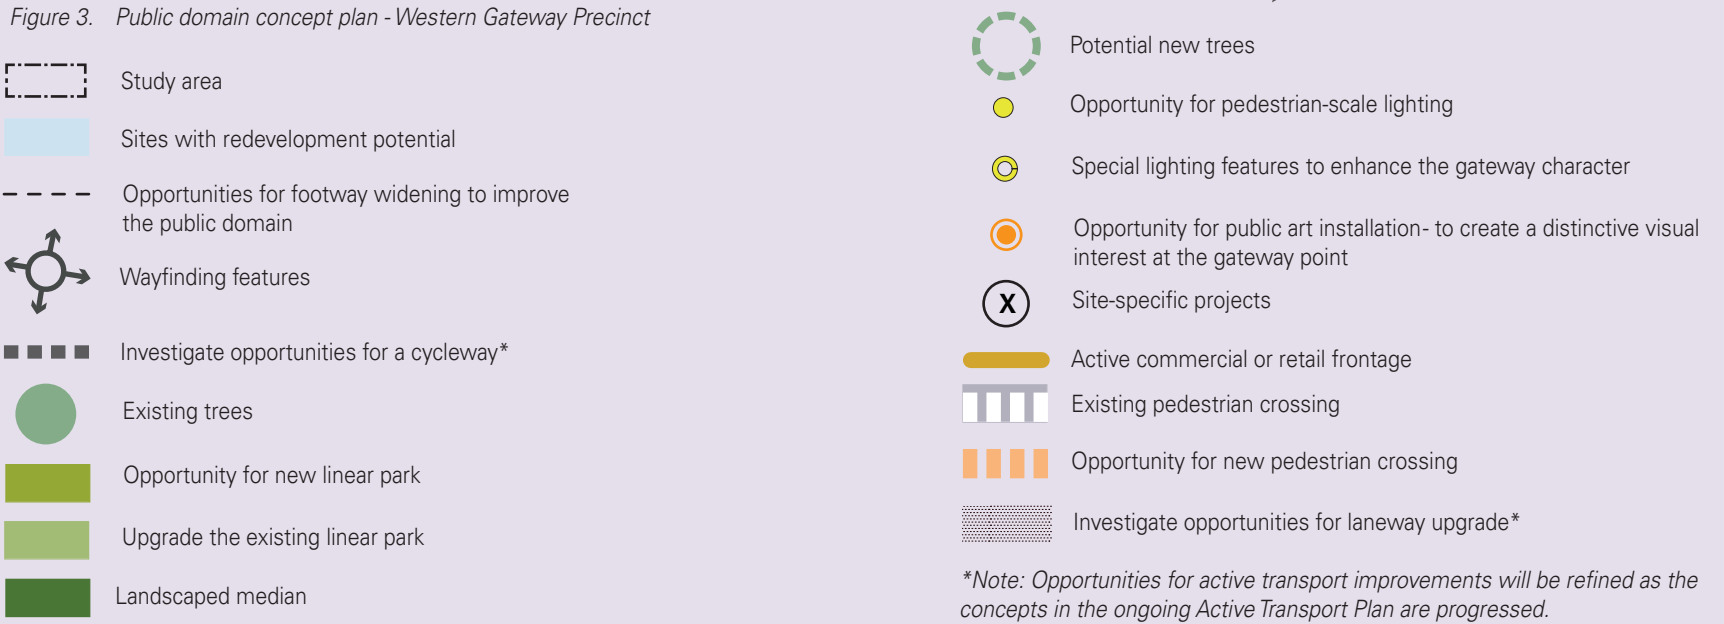 Figure 3. Public domain concept plan - Western Gateway Precinct
Study area
Sites with redevelopment potential
Opportunities for footway widening to improve
the public domain
Wayfinding features
Investigate opportunities for a cycleway*
Existing trees
Opportunity for new linear park
Upgrade the existing linear park
Landscaped median
Potential new trees
Opportunity for pedestrian-scale lighting
Special lighting features to enhance the gateway character
Opportunity for public art installation- to create a distinctive visual
interest at the gateway point
X
Site-specific projects
Active commercial or retail frontage
Existing pedestrian crossing
Opportunity for new pedestrian crossing
Investigate opportunities for laneway upgrade*
*Note: Opportunities for active transport improvements will be refined as the
concepts in the ongoing Active Transport Plan are progressed.